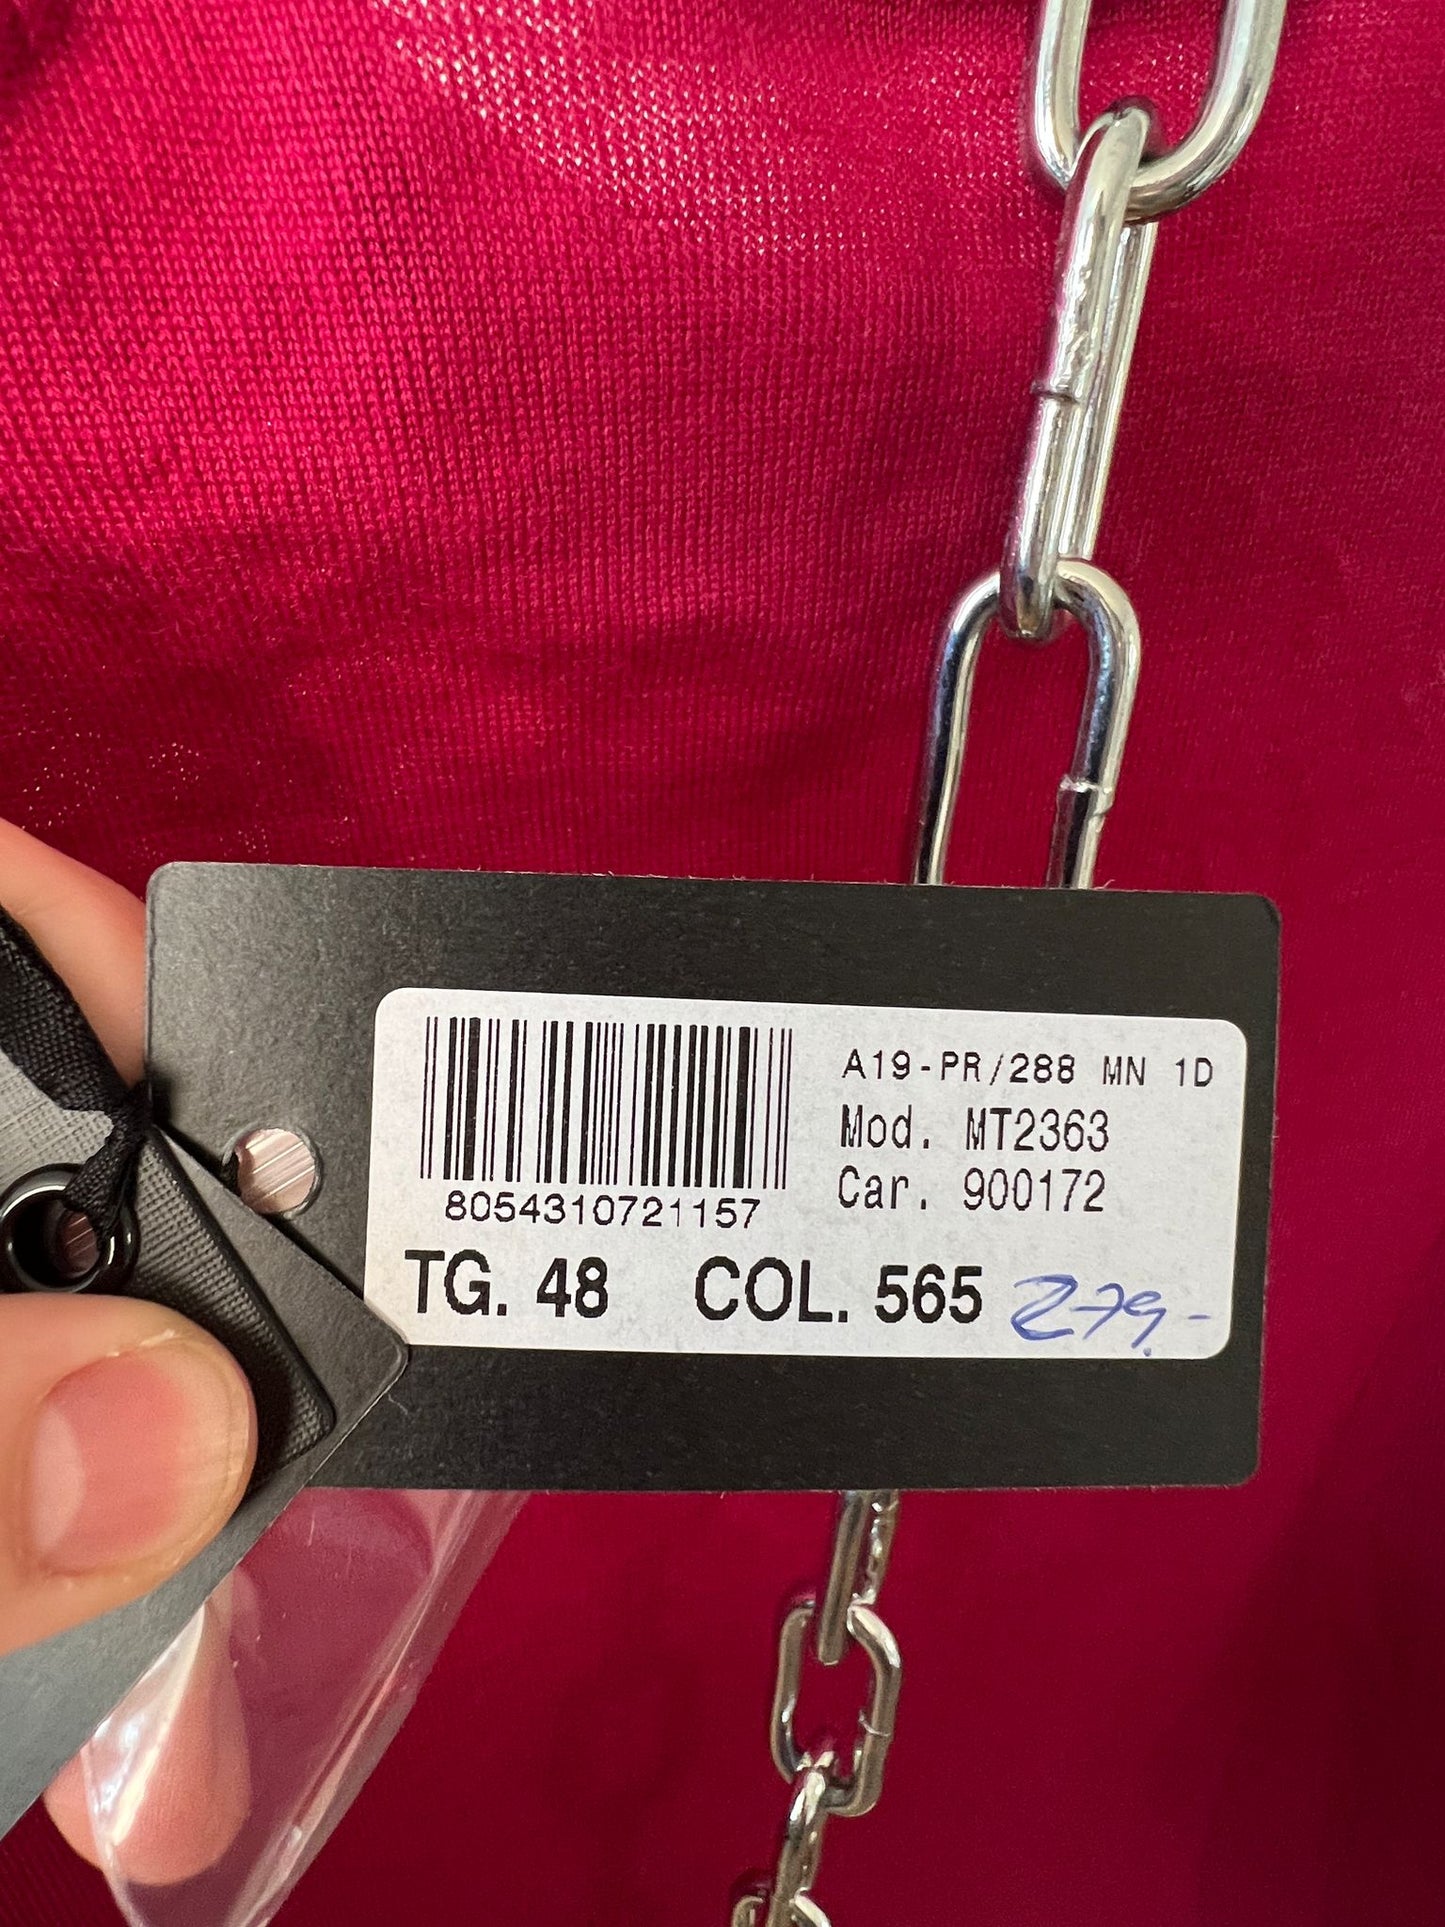 A19-PR/288 MN 1D
Mod. MT2363
Car. 900172
8054310721157
TG. 48 COL. 565 279.-